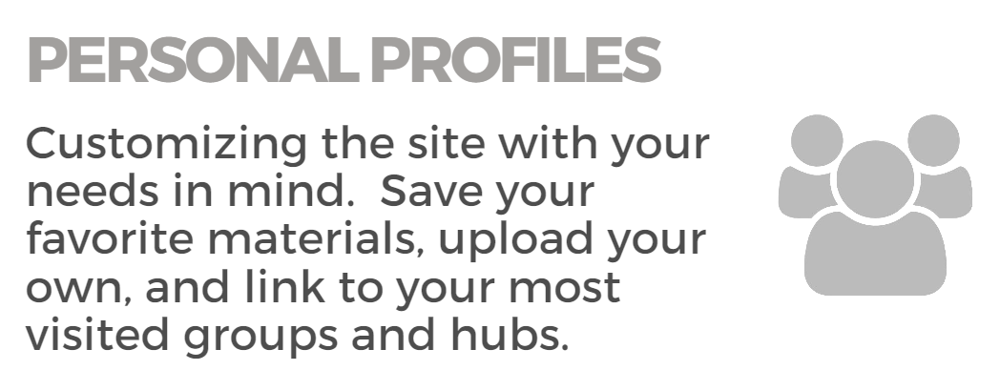 PERSONAL PROFILES
Customizing the site with your
needs in mind.  Save your
favorite materials, upload your
own, and link to your most
visited groups and hubs.